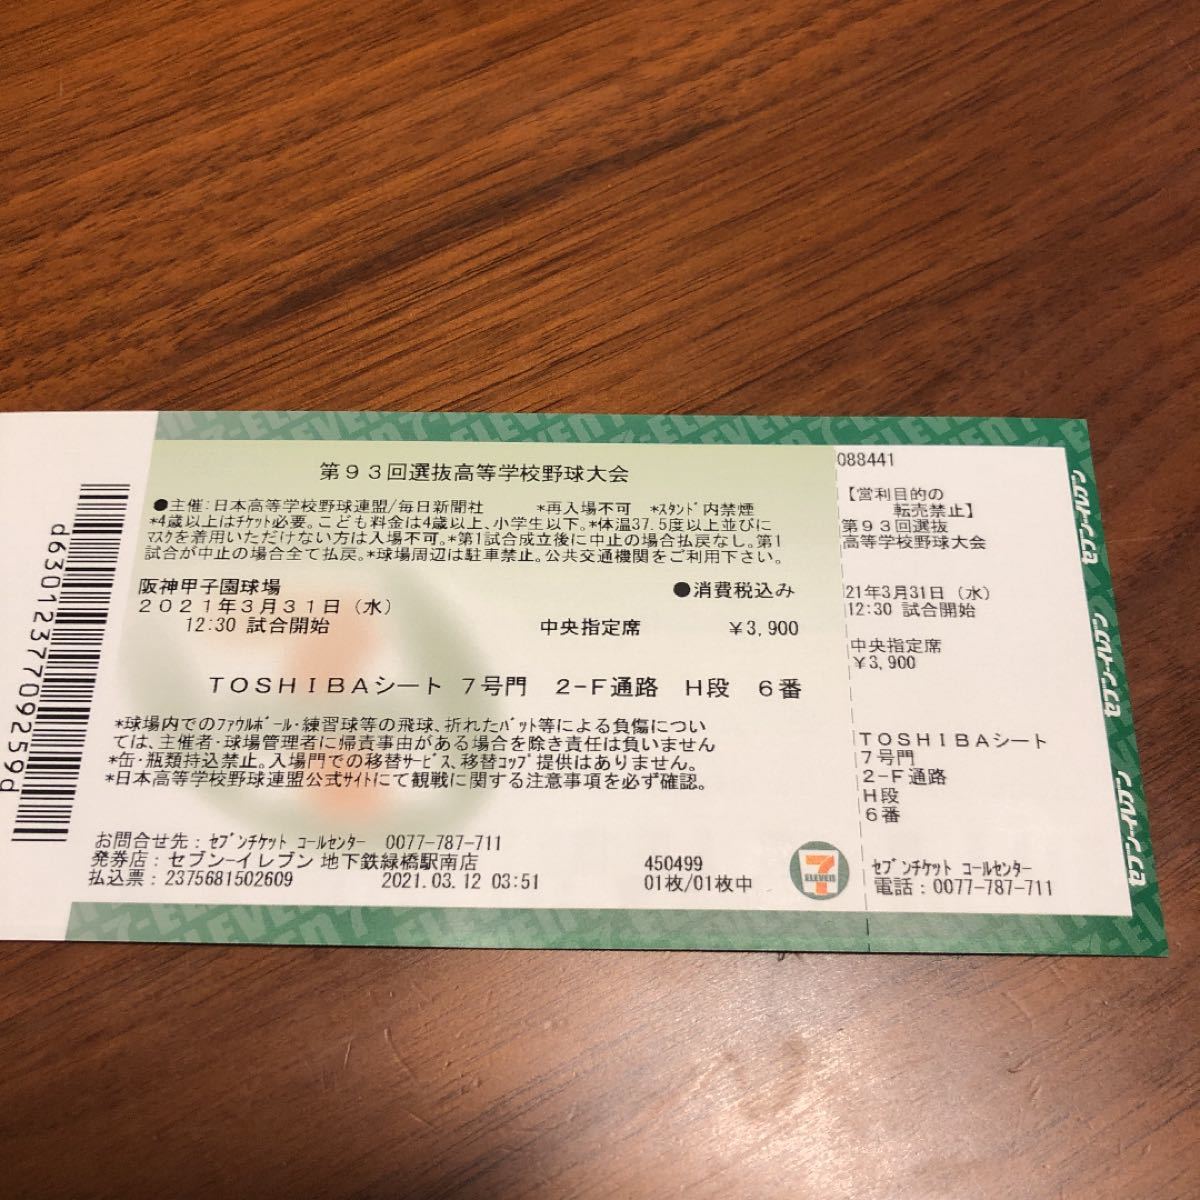 第93回選抜高等学校野球大会
●主催:日本高等学校野球連盟/毎日新聞社 *再入場不可 *スタンド内禁煙
*4歳以上はチケット必要。こども料金は4歳以上、小学生以下。*体温37.5度以上並びに
マスクを着用いただけない方は入場不可。*第1試合成立後に中止の場合払戻なし。第1
試合が中止の場合全て払戻。*球場周辺は駐車禁止。公共交通機関をご利用下さい。
阪神甲子園球場 ●消費税込み
2021年3月31日(水)
12:30 試合開始 中央指定席 ¥3,900
TOSHIBAシート 7号門 2-F通路 H段 6番
*球場内でのファウルボール・練習球等の飛球、折れたバット等による負傷につい
ては、主催者・球場管理者に帰責事由がある場合を除き責任は負いません
*缶・瓶類持込禁止。入場門での移替サービス、移替コップ提供はありません。
*日本高等学校野球連盟公式サイトにて観戦に関する注意事項を必ず確認。
お問合せ先:セブンチケット コールセンター 0077-787-711
発券店:セブン-イレブン 地下鉄緑橋駅南店 450499
払込票:2375681502609 2021.03.12 03:51 01枚/01枚中
7 ELEVEN
d6301237709259d
088441
【営利目的の
転売禁止】
第93回選抜
高等学校野球大会
21年3月31日(水)
12:30 試合開始
中央指定席
¥3,900
TOSHIBAシート
7号門
2-F通路
H段
6番
セブンチケット コールセンター
電話:0077-787-711
セブン-イレブン
セブン-イレブン
セブン-イレブン